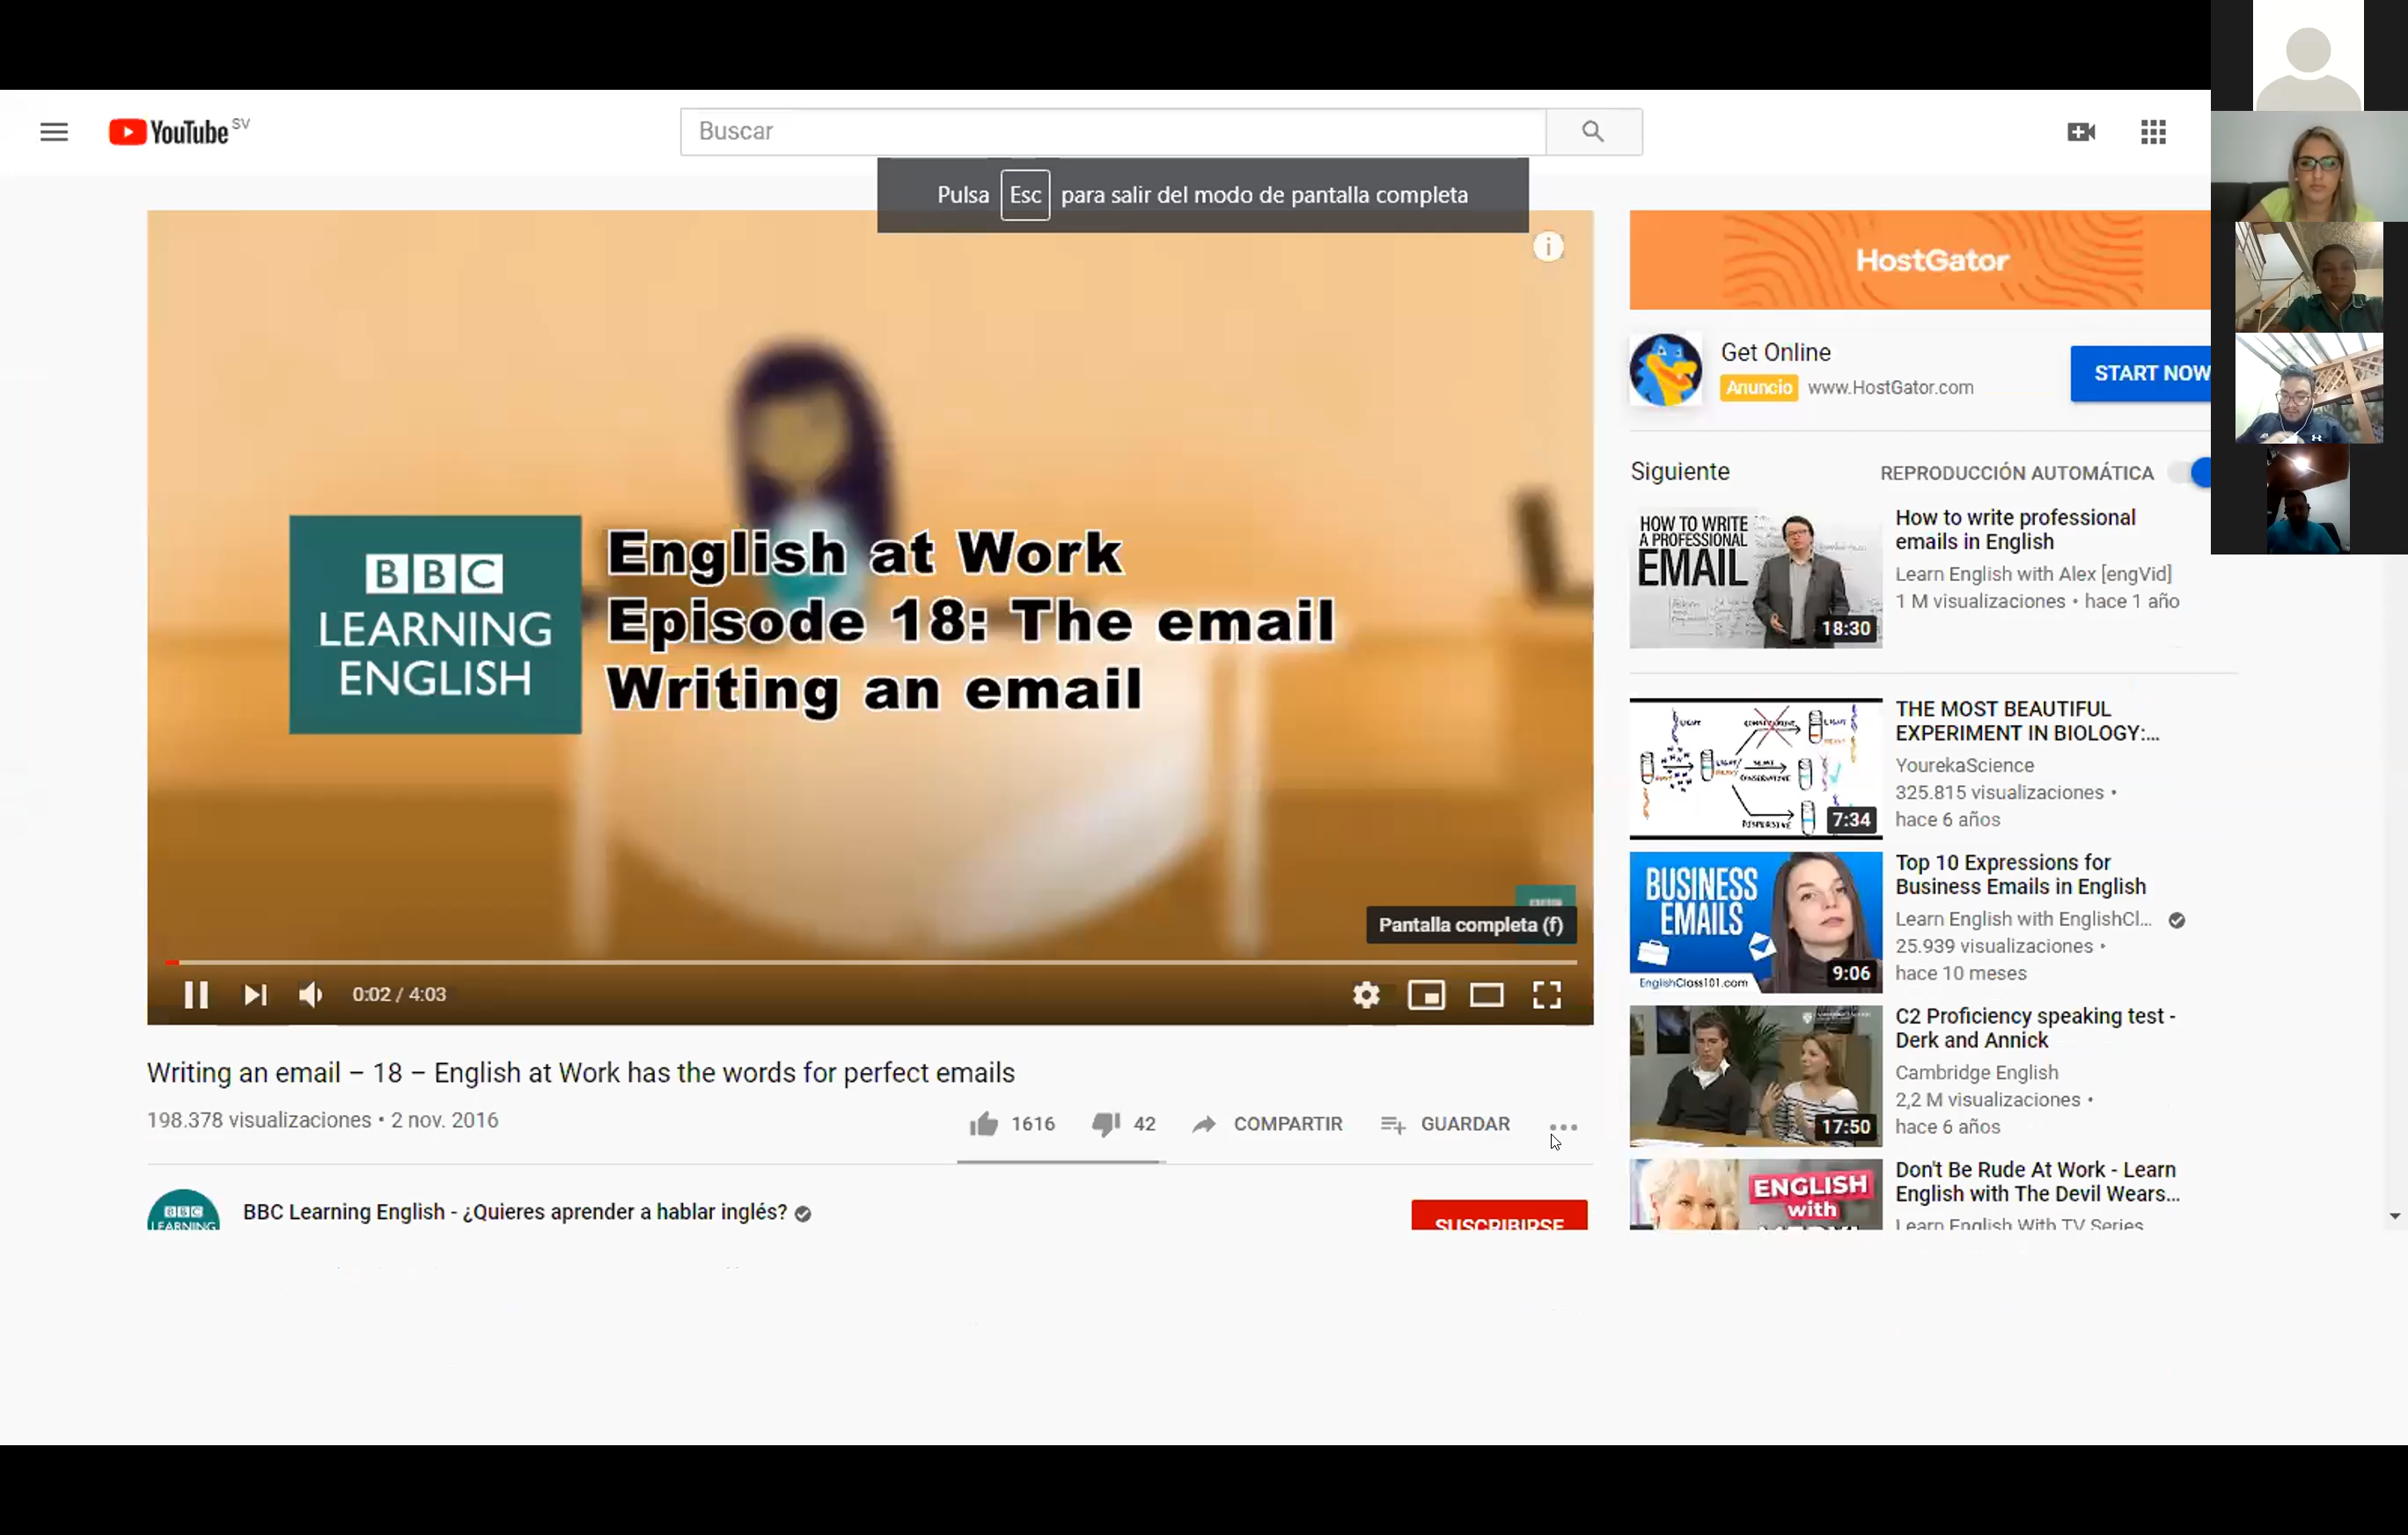 YouTube SV
Buscar
Pulsa Esc para salir del modo de pantalla completa
BBC
LEARNING
ENGLISH
English at Work
Episode 18: The email
Writing an email
Pantalla completa (f)
0:02 / 4:03
Writing an email – 18 – English at Work has the words for perfect emails
198.378 visualizaciones • 2 nov. 2016
1616
42
COMPARTIR
GUARDAR
BBC
LEARNING
BBC Learning English - ¿Quieres aprender a hablar inglés?
SUSCRIBIRSE
HostGator
Get Online
Anuncio www.HostGator.com
START NOW
Siguiente
REPRODUCCIÓN AUTOMÁTICA
HOW TO WRITE
A PROFESSIONAL
EMAIL
18:30
How to write professional
emails in English
Learn English with Alex [engVid]
1 M visualizaciones • hace 1 año
7:34
THE MOST BEAUTIFUL
EXPERIMENT IN BIOLOGY:...
YourekaScience
325.815 visualizaciones •
hace 6 años
BUSINESS
EMAILS
EnglishClass101.com
9:06
Top 10 Expressions for
Business Emails in English
Learn English with EnglishCl...
25.939 visualizaciones •
hace 10 meses
17:50
C2 Proficiency speaking test -
Derk and Annick
Cambridge English
2,2 M visualizaciones •
hace 6 años
ENGLISH
with
Don't Be Rude At Work - Learn
English with The Devil Wears...
Learn English With TV Series